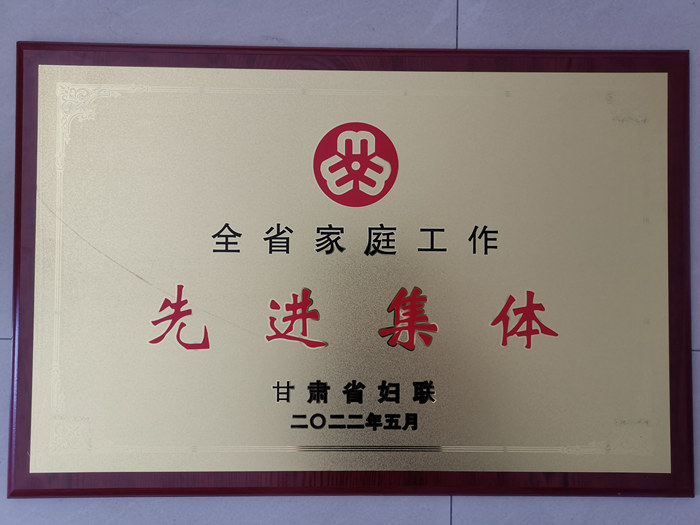 全省家庭工作
先进集体
甘肃省妇联
二〇二二年五月